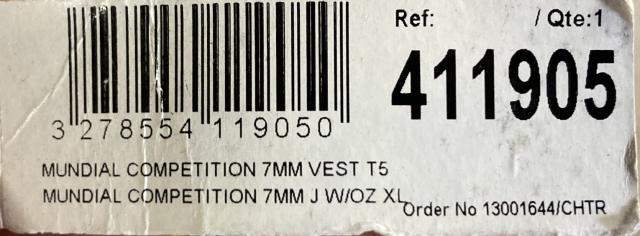 Ref: / Qte:1
411905
3 278554 119050
MUNDIAL COMPETITION 7MM VEST T5
MUNDIAL COMPETITION 7MM J W/OZ XL
Order No 13001644/CHTR